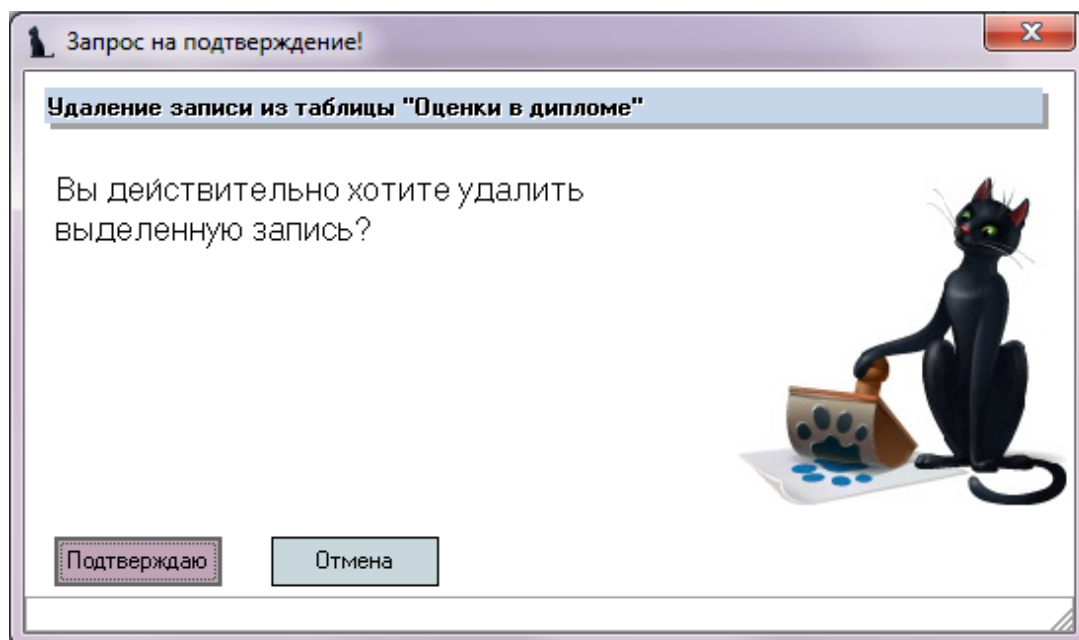 Запрос на подтверждение!
Удаление записи из таблицы "Оценки в дипломе"
Вы действительно хотите удалить
выделенную запись?
Подтверждаю
Отмена